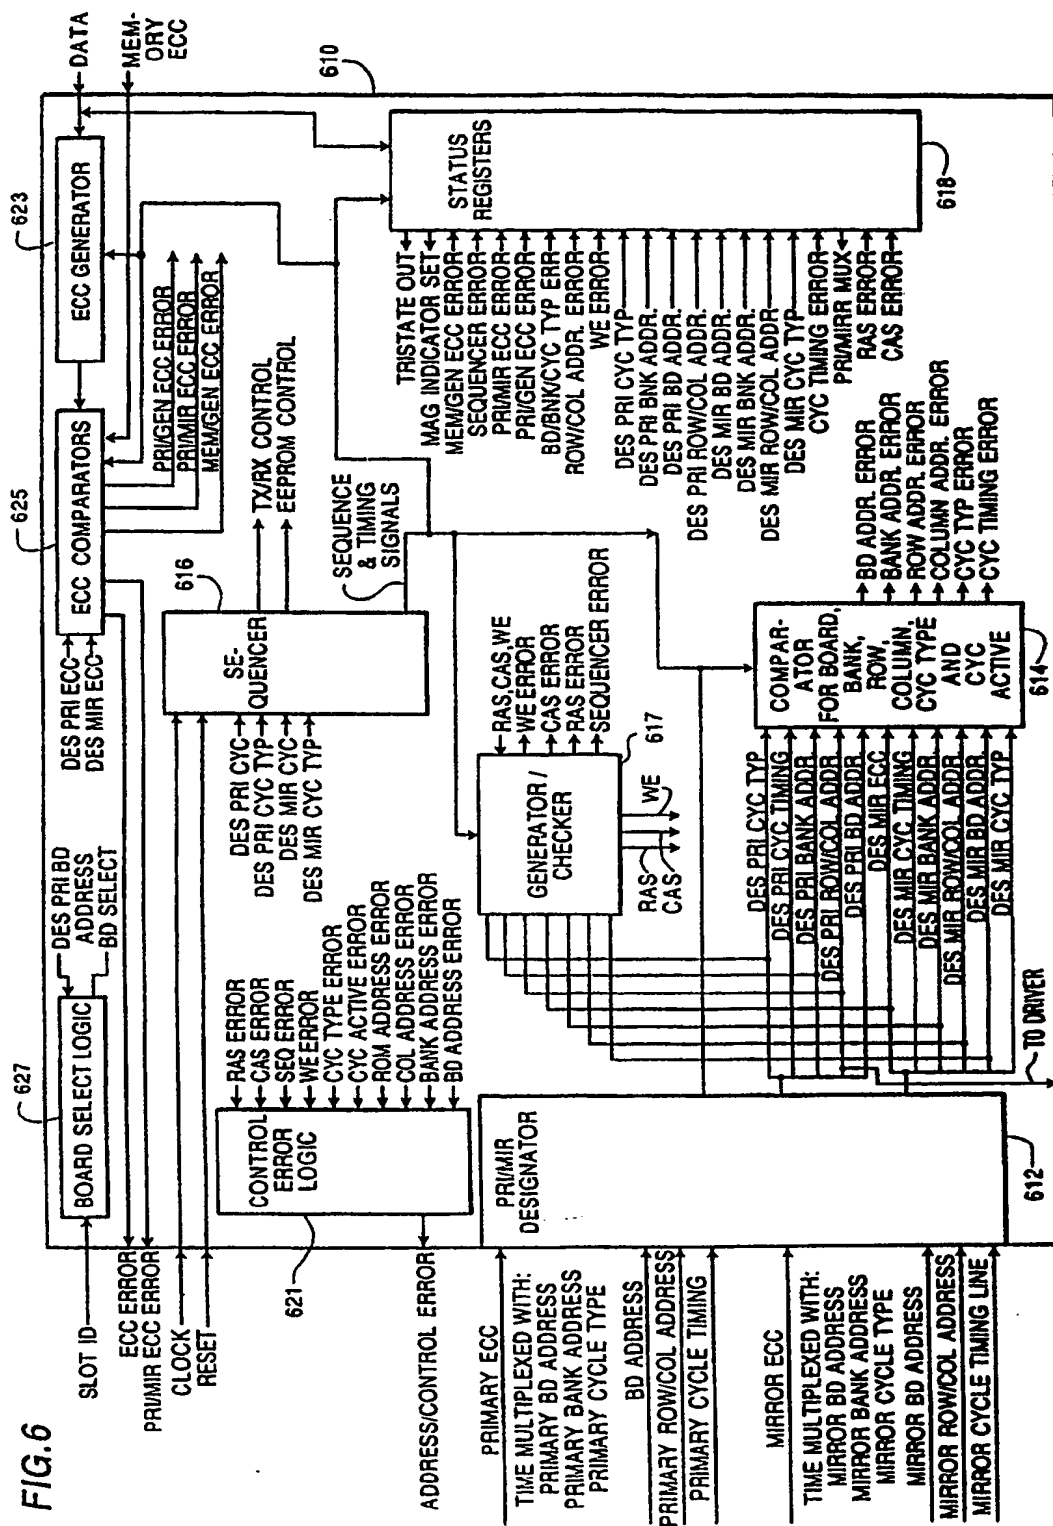 FIG.6
SLOT ID
ECC ERROR
PRI/MIR ECC ERROR
CLOCK
RESET
ADDRESS/CONTROL ERROR
PRIMARY ECC
TIME MULTIPLEXED WITH:
PRIMARY BD ADDRESS
PRIMARY BANK ADDRESS
PRIMARY CYCLE TYPE
BD ADDRESS
PRIMARY ROW/COL ADDRESS
PRIMARY CYCLE TIMING
MIRROR ECC
TIME MULTIPLEXED WITH:
MIRROR BD ADDRESS
MIRROR BANK ADDRESS
MIRROR CYCLE TYPE
MIRROR BD ADDRESS
MIRROR ROW/COL ADDRESS
MIRROR CYCLE TIMING LINE
627
BOARD SELECT LOGIC
DES PRI BD
ADDRESS
BD SELECT
621
CONTROL
ERROR
LOGIC
RAS ERROR
CAS ERROR
SEQ ERROR
WE ERROR
CYC TYPE ERROR
CYC ACTIVE ERROR
ROM ADDRESS ERROR
COL ADDRESS ERROR
BANK ADDRESS ERROR
BD ADDRESS ERROR
PRI/MIR
DESIGNATOR
612
TO DRIVER
625
ECC COMPARATORS
DES PRI ECC
DES MIR ECC
PRI/GEN ECC ERROR
PRI/MIR ECC ERROR
MEM/GEN ECC ERROR
623
ECC GENERATOR
DATA
MEM-
ORY
ECC
610
616
SE-
QUENCER
DES PRI CYC
DES PRI CYC TYP
DES MIR CYC
DES MIR CYC TYP
TX/RX CONTROL
EEPROM CONTROL
SEQUENCE
& TIMING
SIGNALS
GENERATOR /
CHECKER
617
RAS,CAS,WE
WE ERROR
CAS ERROR
RAS ERROR
SEQUENCER ERROR
RAS
CAS
WE
DES PRI CYC TYP
DES PRI CYC TIMING
DES PRI BANK ADDR.
DES PRI ROW/COL ADDR
DES PRI BD ADDR.
DES MIR ECC
DES MIR CYC TIMING
DES MIR BANK ADDR.
DES MIR ROW/COL ADDR
DES MIR BD ADDR.
DES MIR CYC TYP
COMPAR-
ATOR
FOR BOARD,
BANK,
ROW,
COLUMN,
CYC TYPE
AND
CYC
ACTIVE
614
BD ADDR. ERROR
BANK ADDR. ERROR
ROW ADDR. ERROR
COLUMN ADDR. ERROR
CYC TYP ERROR
CYC TIMING ERROR
STATUS
REGISTERS
618
TRISTATE OUT
MAG INDICATOR SET
MEM/GEN ECC ERROR
SEQUENCER ERROR
PRI/MIR ECC ERROR
PRI/GEN ECC ERROR
BD/BNK/CYC TYP ERR
ROW/COL ADDR. ERROR
WE ERROR
DES PRI CYC TYP
DES PRI BNK ADDR.
DES PRI BD ADDR.
DES PRI ROW/COL ADDR.
DES MIR BD ADDR.
DES MIR BNK ADDR.
DES MIR ROW/COL ADDR
DES MIR CYC TYP
CYC TIMING ERROR
PRI/MIRR MUX
RAS ERROR
CAS ERROR